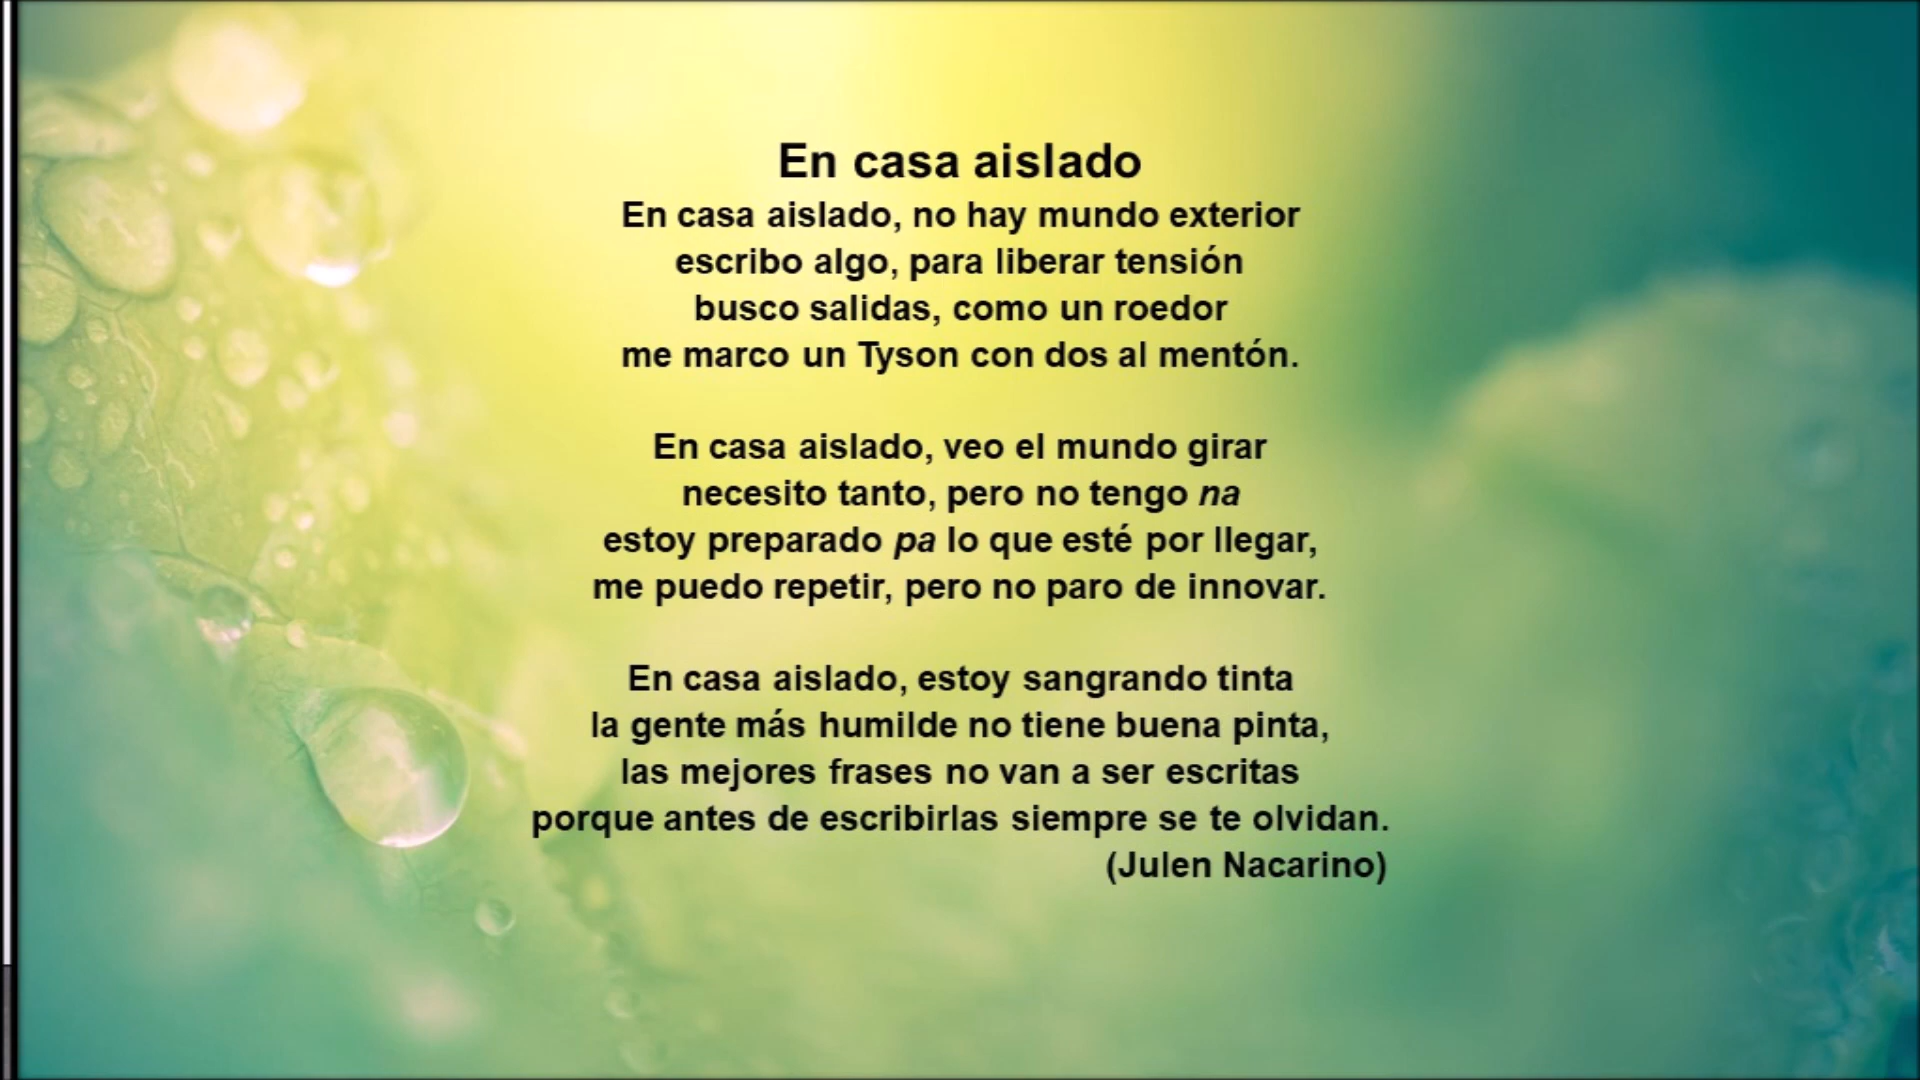 En casa aislado
En casa aislado, no hay mundo exterior
escribo algo, para liberar tensión
busco salidas, como un roedor
me marco un Tyson con dos al mentón.
En casa aislado, veo el mundo girar
necesito tanto, pero no tengo na
estoy preparado pa lo que esté por llegar,
me puedo repetir, pero no paro de innovar.
En casa aislado, estoy sangrando tinta
la gente más humilde no tiene buena pinta,
las mejores frases no van a ser escritas
porque antes de escribirlas siempre se te olvidan.
(Julen Nacarino)